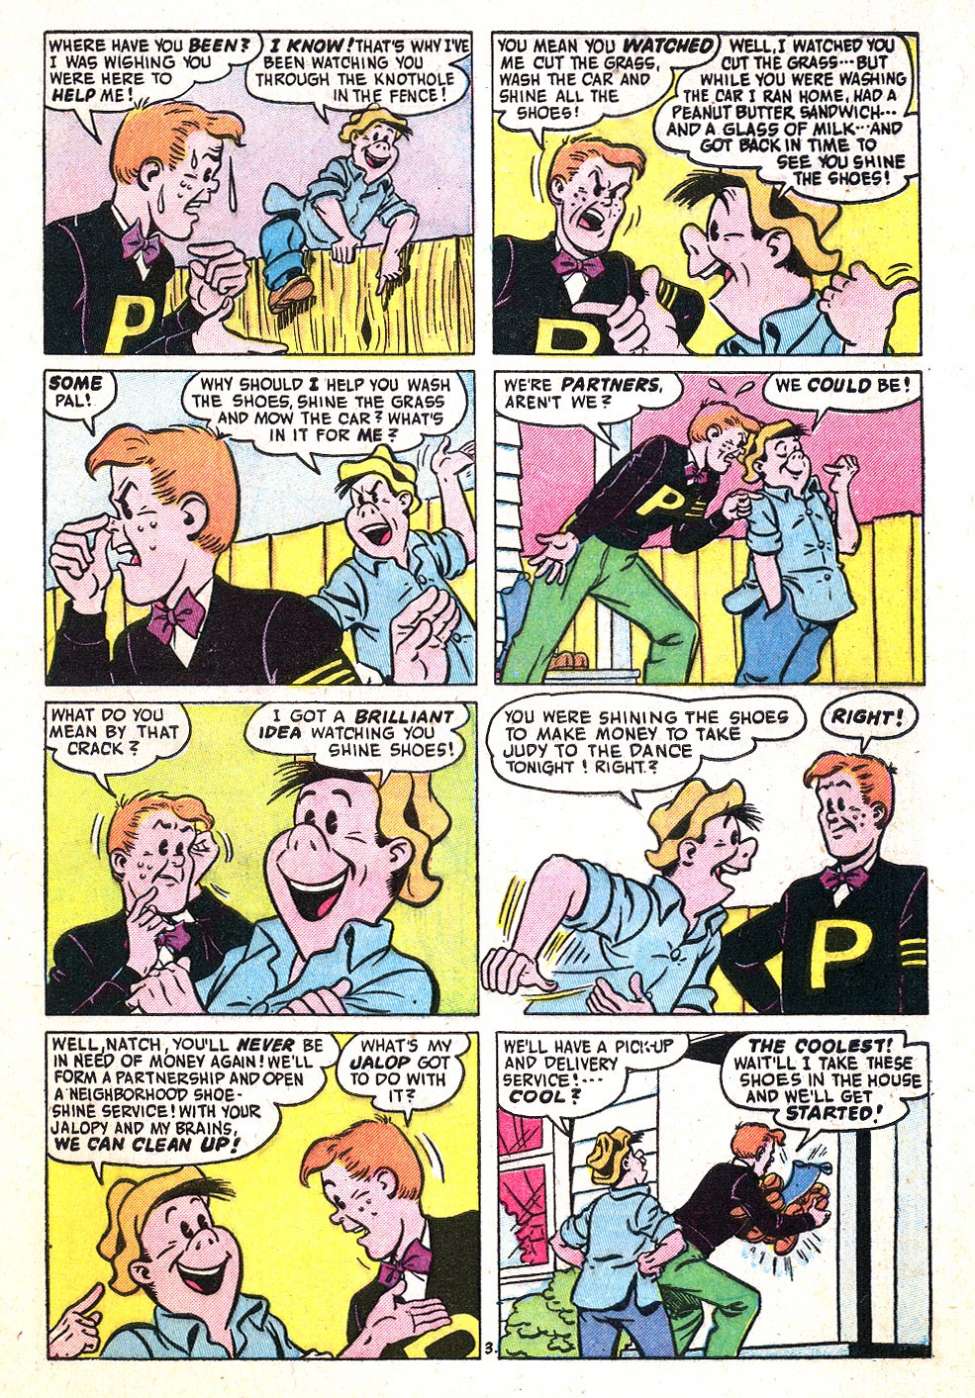 WHERE HAVE YOU BEEN?
I WAS WISHING YOU
WERE HERE TO
HELP ME!
I KNOW! THAT'S WHY I'VE
BEEN WATCHING YOU
THROUGH THE KNOTHOLE
IN THE FENCE!
P
YOU MEAN YOU WATCHED
ME CUT THE GRASS,
WASH THE CAR AND
SHINE ALL THE
SHOES!
WELL, I WATCHED YOU
CUT THE GRASS---BUT
WHILE YOU WERE WASHING
THE CAR I RAN HOME, HAD A
PEANUT BUTTER SANDWICH---
AND A GLASS OF MILK---AND
GOT BACK IN TIME TO
SEE YOU SHINE
THE SHOES!
P
SOME
PAL!
WHY SHOULD I HELP YOU WASH
THE SHOES, SHINE THE GRASS
AND MOW THE CAR? WHAT'S
IN IT FOR ME?
WE'RE PARTNERS,
AREN'T WE?
WE COULD BE!
P
WHAT DO YOU
MEAN BY THAT
CRACK?
I GOT A BRILLIANT
IDEA WATCHING YOU
SHINE SHOES!
YOU WERE SHINING THE SHOES
TO MAKE MONEY TO TAKE
JUDY TO THE DANCE
TONIGHT! RIGHT?
RIGHT!
P
WELL, NATCH, YOU'LL NEVER BE
IN NEED OF MONEY AGAIN! WE'LL
FORM A PARTNERSHIP AND OPEN
A NEIGHBORHOOD SHOE-
SHINE SERVICE! WITH YOUR
JALOPY AND MY BRAINS,
WE CAN CLEAN UP!
WHAT'S MY
JALOP GOT
TO DO WITH
IT?
P
WE'LL HAVE A PICK-UP
AND DELIVERY
SERVICE!---
COOL?
THE COOLEST!
WAIT'LL I TAKE THESE
SHOES IN THE HOUSE
AND WE'LL GET
STARTED!
3.